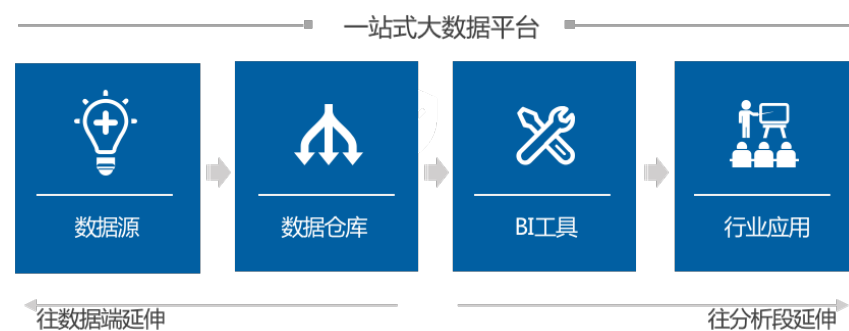 一站式大数据平台
数据源
数据仓库
BI工具
行业应用
往数据端延伸
往分析段延伸